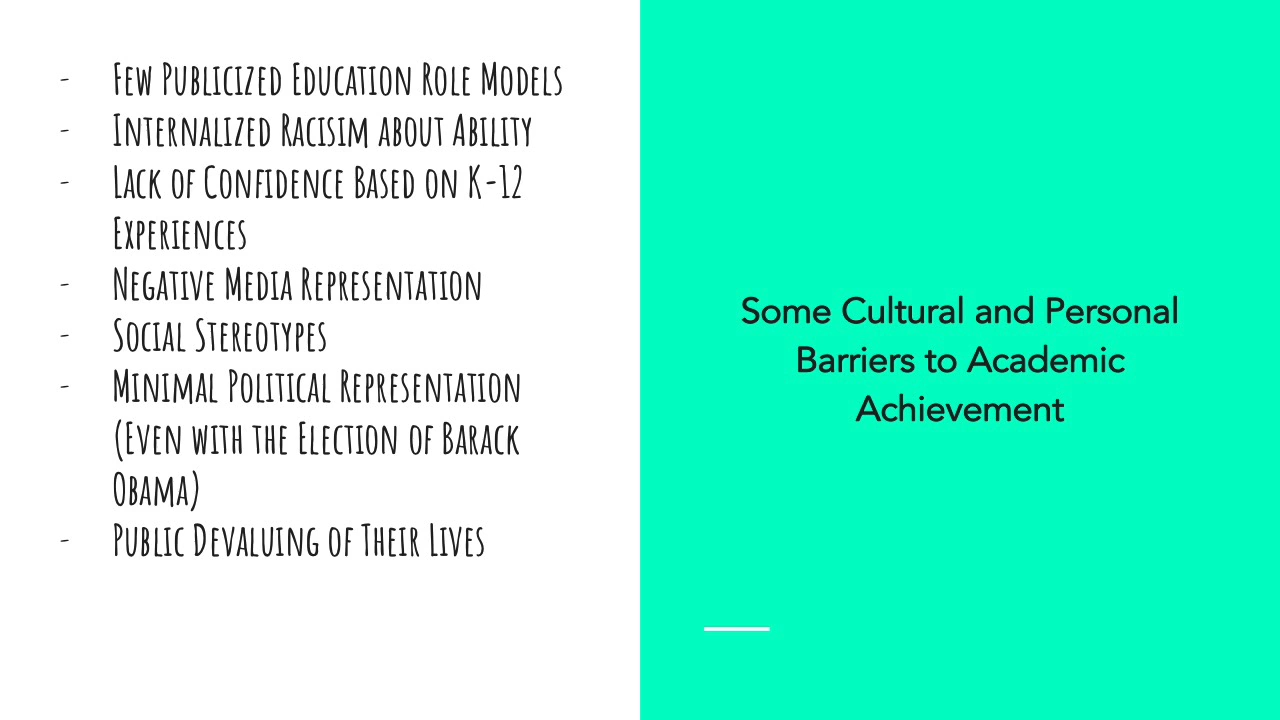 - Few Publicized Education Role Models
- Internalized Racisim about Ability
- Lack of Confidence Based on K-12
Experiences
- Negative Media Representation
- Social Stereotypes
- Minimal Political Representation
(Even with the Election of Barack
Obama)
- Public Devaluing of Their Lives
Some Cultural and Personal
Barriers to Academic
Achievement